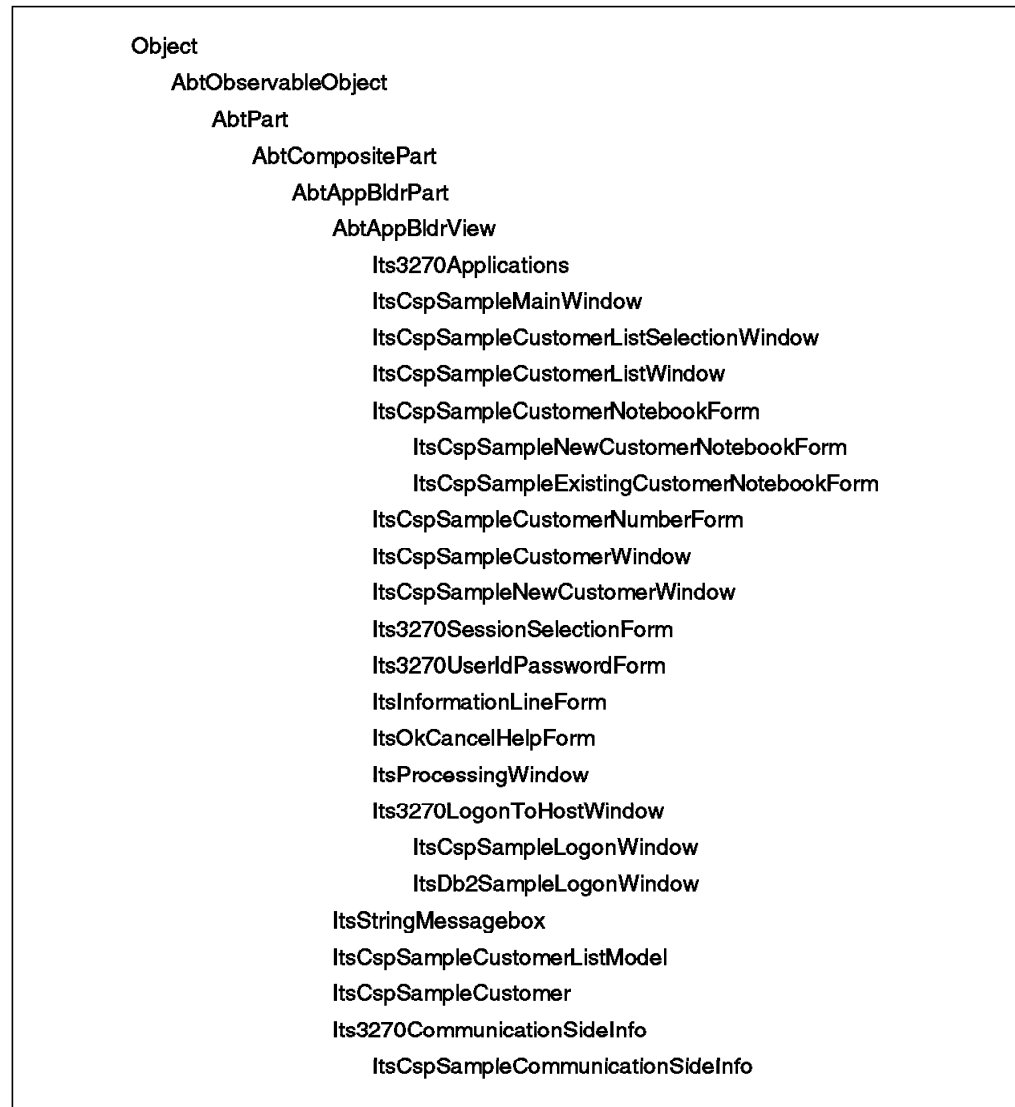 Object
AbtObservableObject
AbtPart
AbtCompositePart
AbtAppBldrPart
AbtAppBldrView
Its3270Applications
ItsCspSampleMainWindow
ItsCspSampleCustomerListSelectionWindow
ItsCspSampleCustomerListWindow
ItsCspSampleCustomerNotebookForm
ItsCspSampleNewCustomerNotebookForm
ItsCspSampleExistingCustomerNotebookForm
ItsCspSampleCustomerNumberForm
ItsCspSampleCustomerWindow
ItsCspSampleNewCustomerWindow
Its3270SessionSelectionForm
Its3270UserIdPasswordForm
ItsInformationLineForm
ItsOkCancelHelpForm
ItsProcessingWindow
Its3270LogonToHostWindow
ItsCspSampleLogonWindow
ItsDb2SampleLogonWindow
ItsStringMessagebox
ItsCspSampleCustomerListModel
ItsCspSampleCustomer
Its3270CommunicationSideInfo
ItsCspSampleCommunicationSideInfo